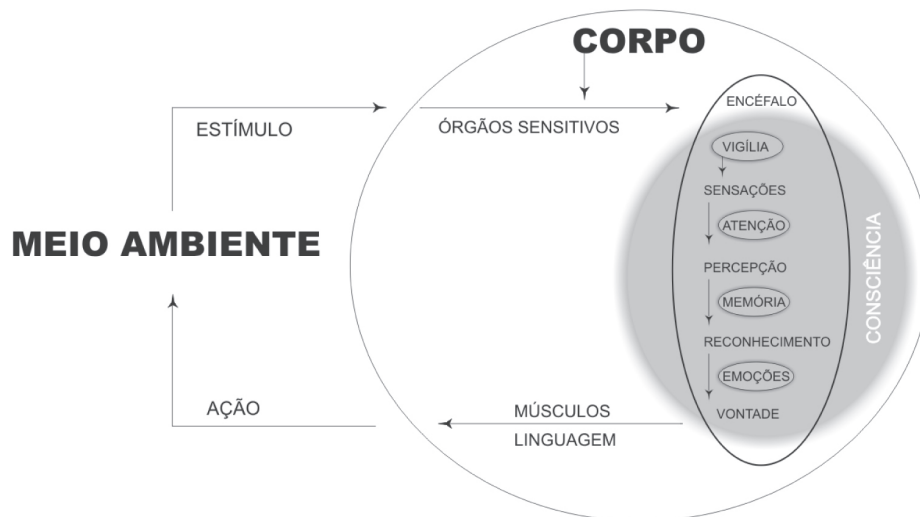 CORPO
ENCÉFALO
ESTÍMULO
ÓRGÃOS SENSITIVOS
VIGÍLIA
SENSAÇÕES
ATENÇÃO
MEIO AMBIENTE
PERCEPÇÃO
CONSCIÊNCIA
MEMÓRIA
RECONHECIMENTO
EMOÇÕES
AÇÃO
MÚSCULOS
VONTADE
LINGUAGEM